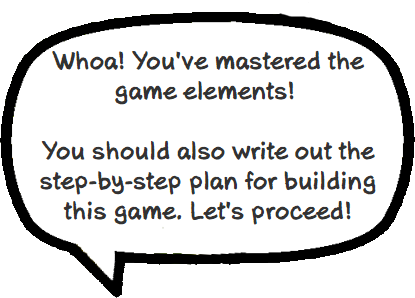 Whoa! You've mastered the
game elements!
You should also write out the
step-by-step plan for building
this game. Let's proceed!